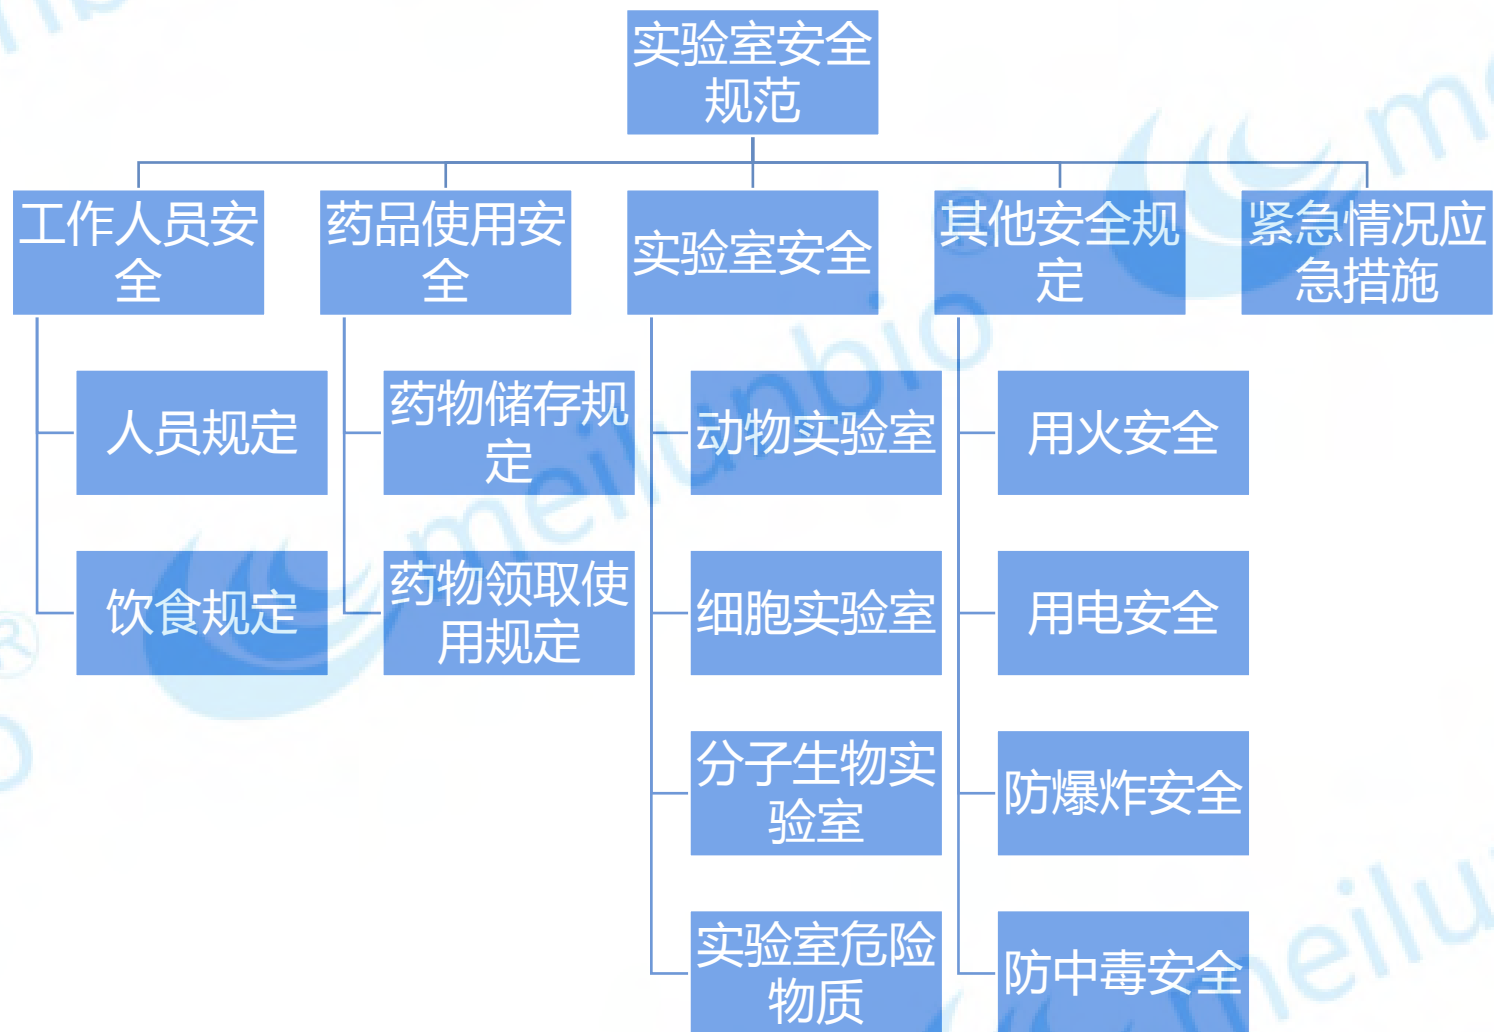 实验室安全
规范
工作人员安
全
药品使用安
全
实验室安全
其他安全规
定
紧急情况应
急措施
人员规定
药物储存规
定
动物实验室
用火安全
饮食规定
药物领取使
用规定
细胞实验室
用电安全
分子生物实
验室
防爆炸安全
实验室危险
物质
防中毒安全
meilunbio
®